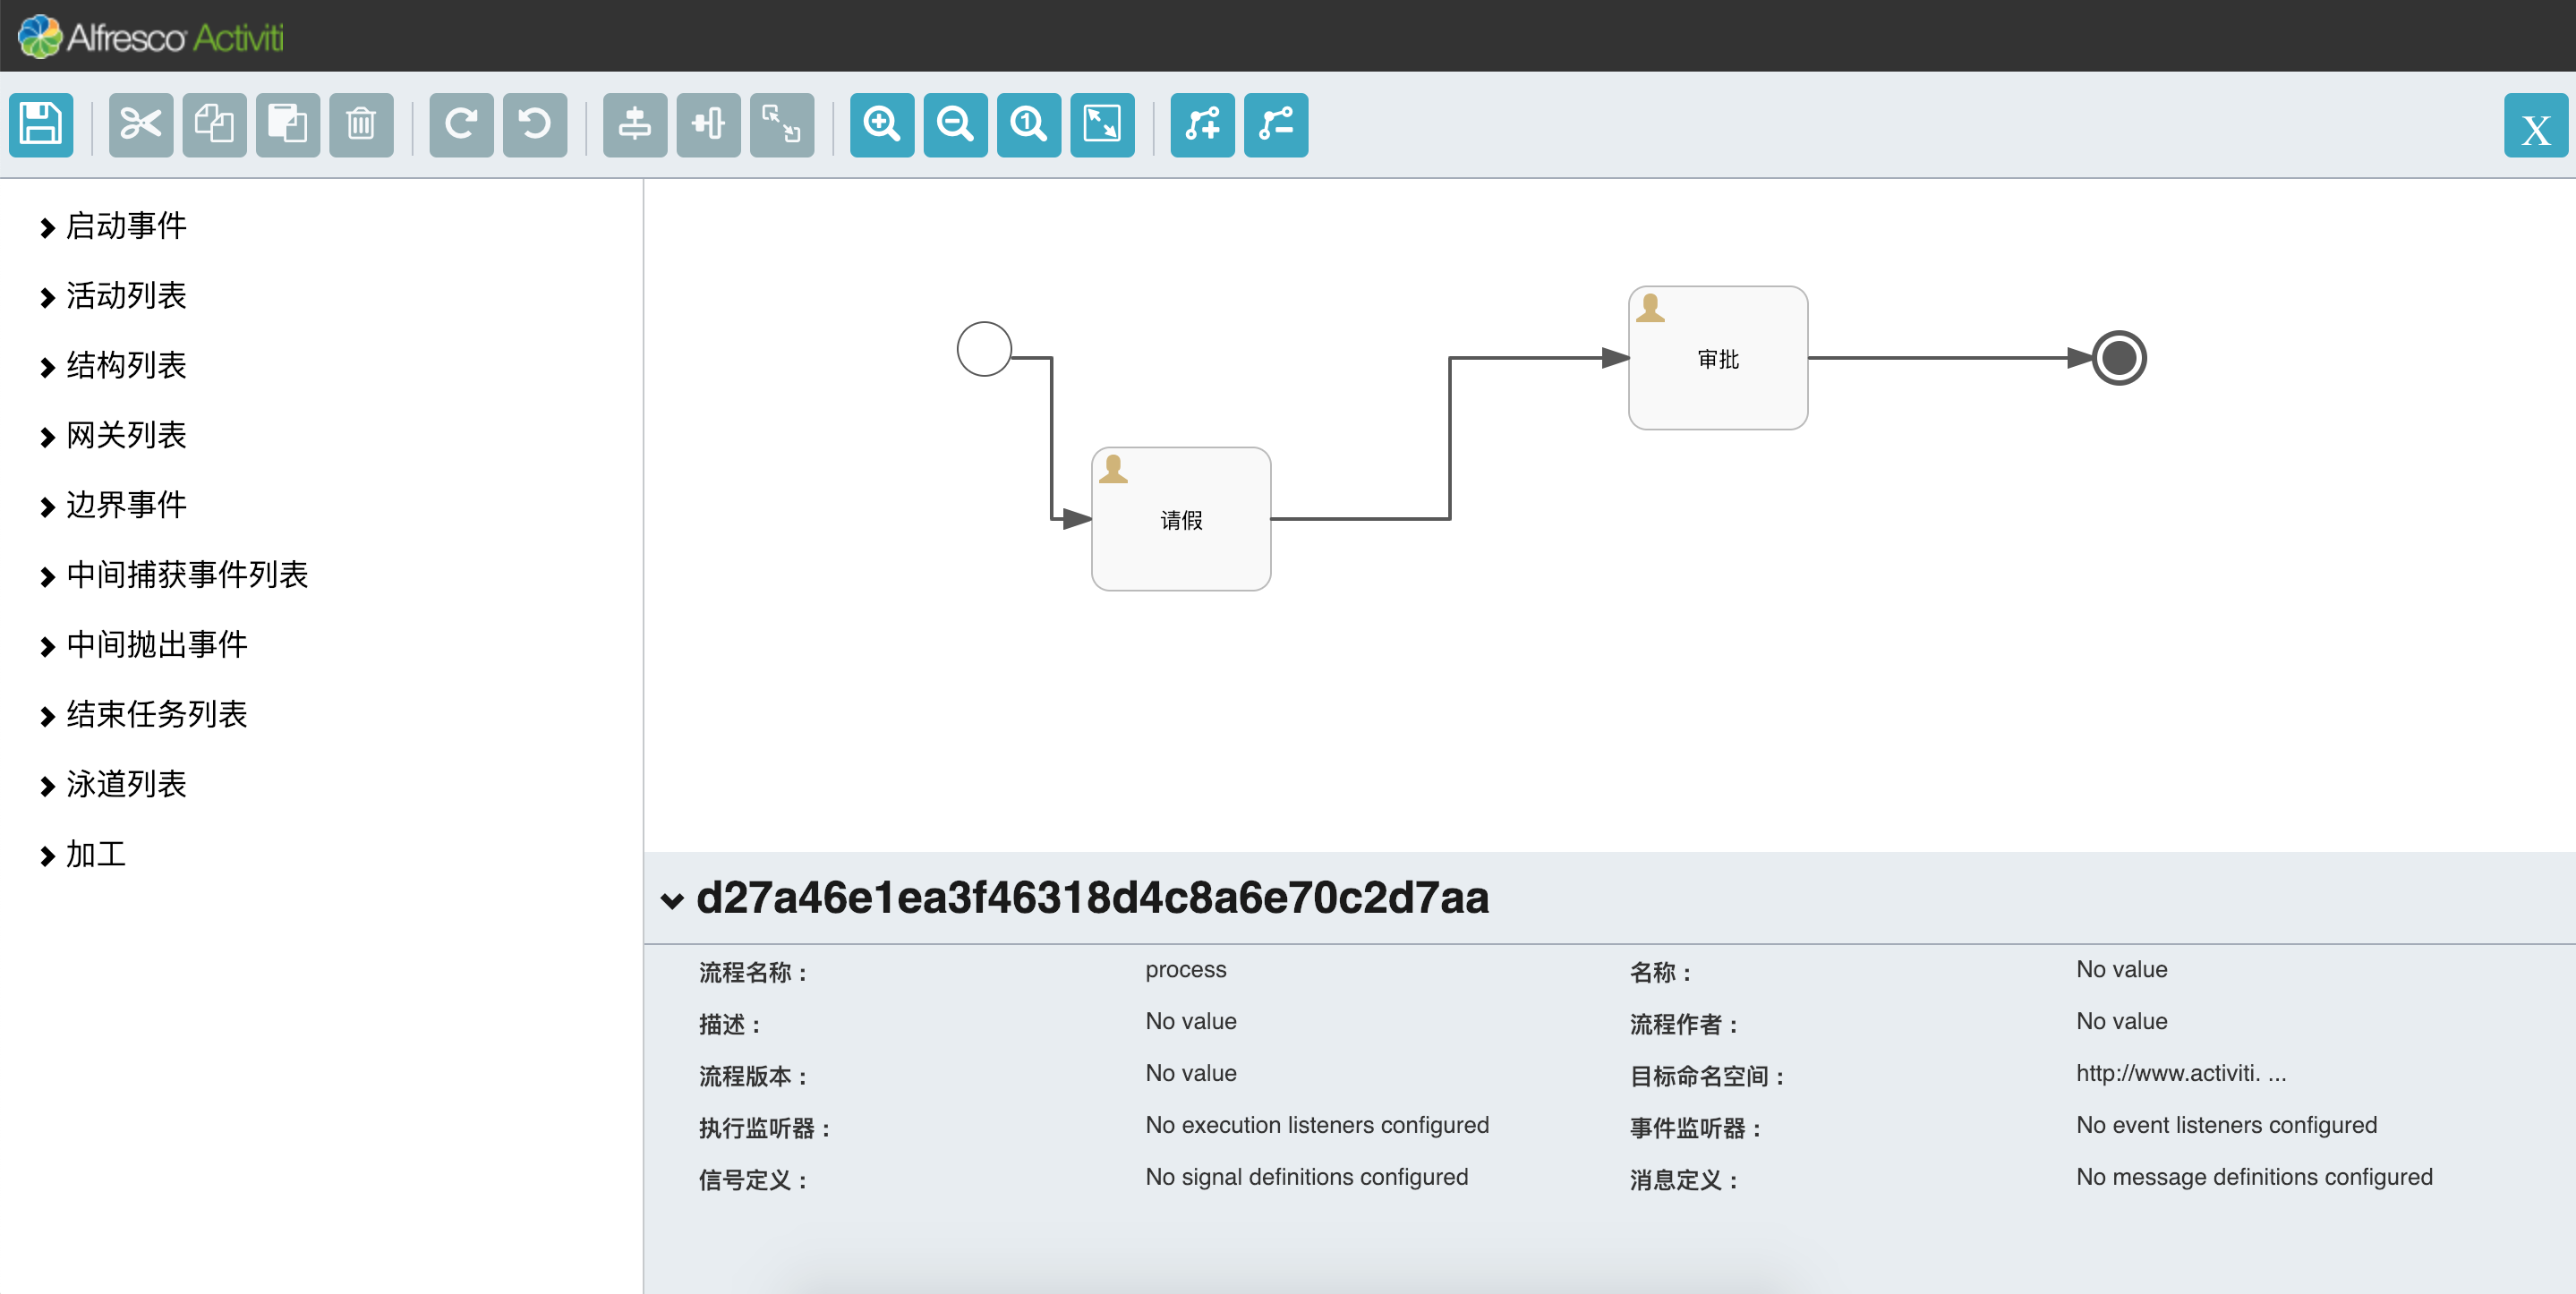 Alfresco Activiti
X
启动事件
活动列表
结构列表
网关列表
边界事件
中间捕获事件列表
中间抛出事件
结束任务列表
泳道列表
加工
审批
请假
d27a46e1ea3f46318d4c8a6e70c2d7aa
流程名称： process 名称： No value
描述： No value 流程作者： No value
流程版本： No value 目标命名空间： http://www.activiti. ...
执行监听器： No execution listeners configured 事件监听器： No event listeners configured
信号定义： No signal definitions configured 消息定义： No message definitions configured